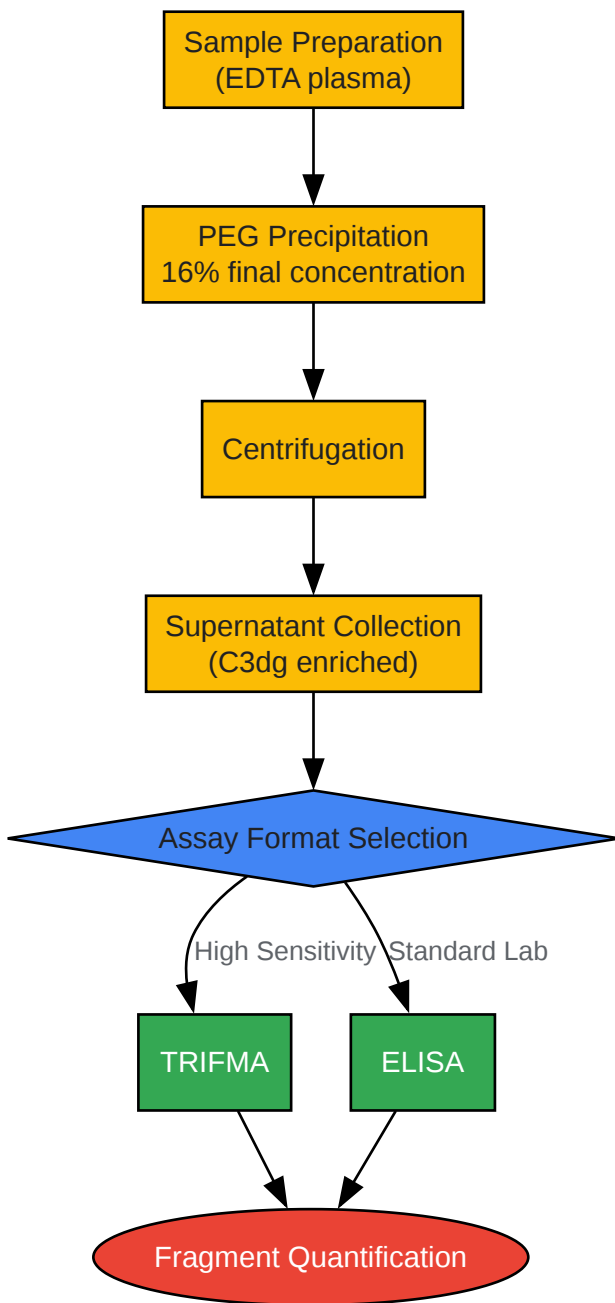 Sample Preparation
(EDTA plasma)
PEG Precipitation
16% final concentration
Centrifugation
Supernatant Collection
(C3dg enriched)
Assay Format Selection
High Sensitivity
Standard Lab
TRIFMA
ELISA
Fragment Quantification